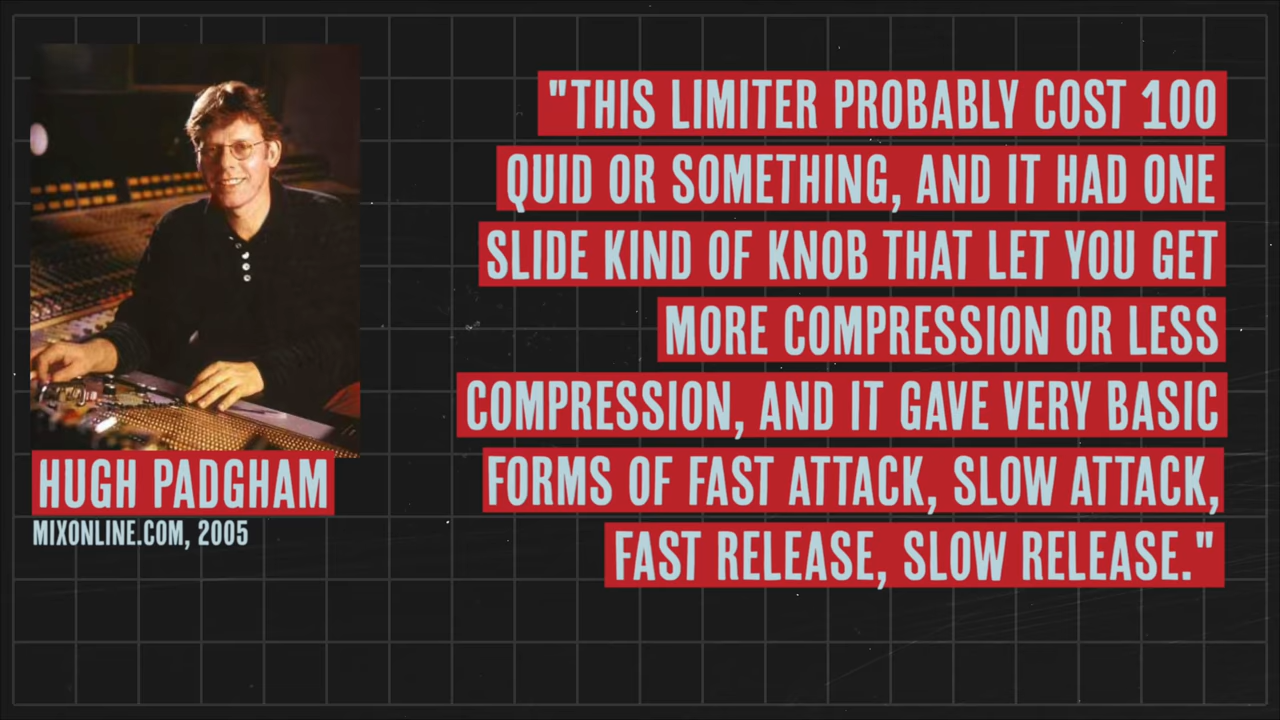 "THIS LIMITER PROBABLY COST 100
QUID OR SOMETHING, AND IT HAD ONE
SLIDE KIND OF KNOB THAT LET YOU GET
MORE COMPRESSION OR LESS
COMPRESSION, AND IT GAVE VERY BASIC
FORMS OF FAST ATTACK, SLOW ATTACK,
FAST RELEASE, SLOW RELEASE."
HUGH PADGHAM
MIXONLINE.COM, 2005